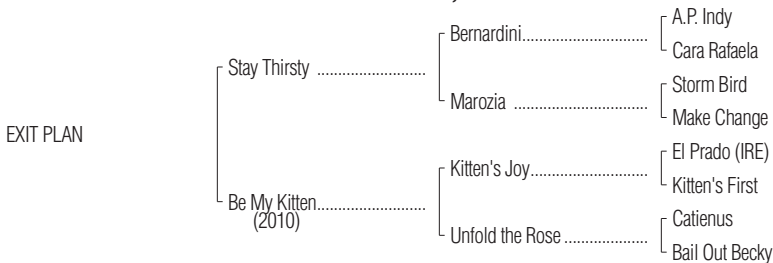 A.P. Indy
Bernardini
Cara Rafaela
Stay Thirsty
Storm Bird
Marozia
Make Change
EXIT PLAN
El Prado (IRE)
Kitten's Joy
Kitten's First
Be My Kitten
(2010)
Catienus
Unfold the Rose
Bail Out Becky